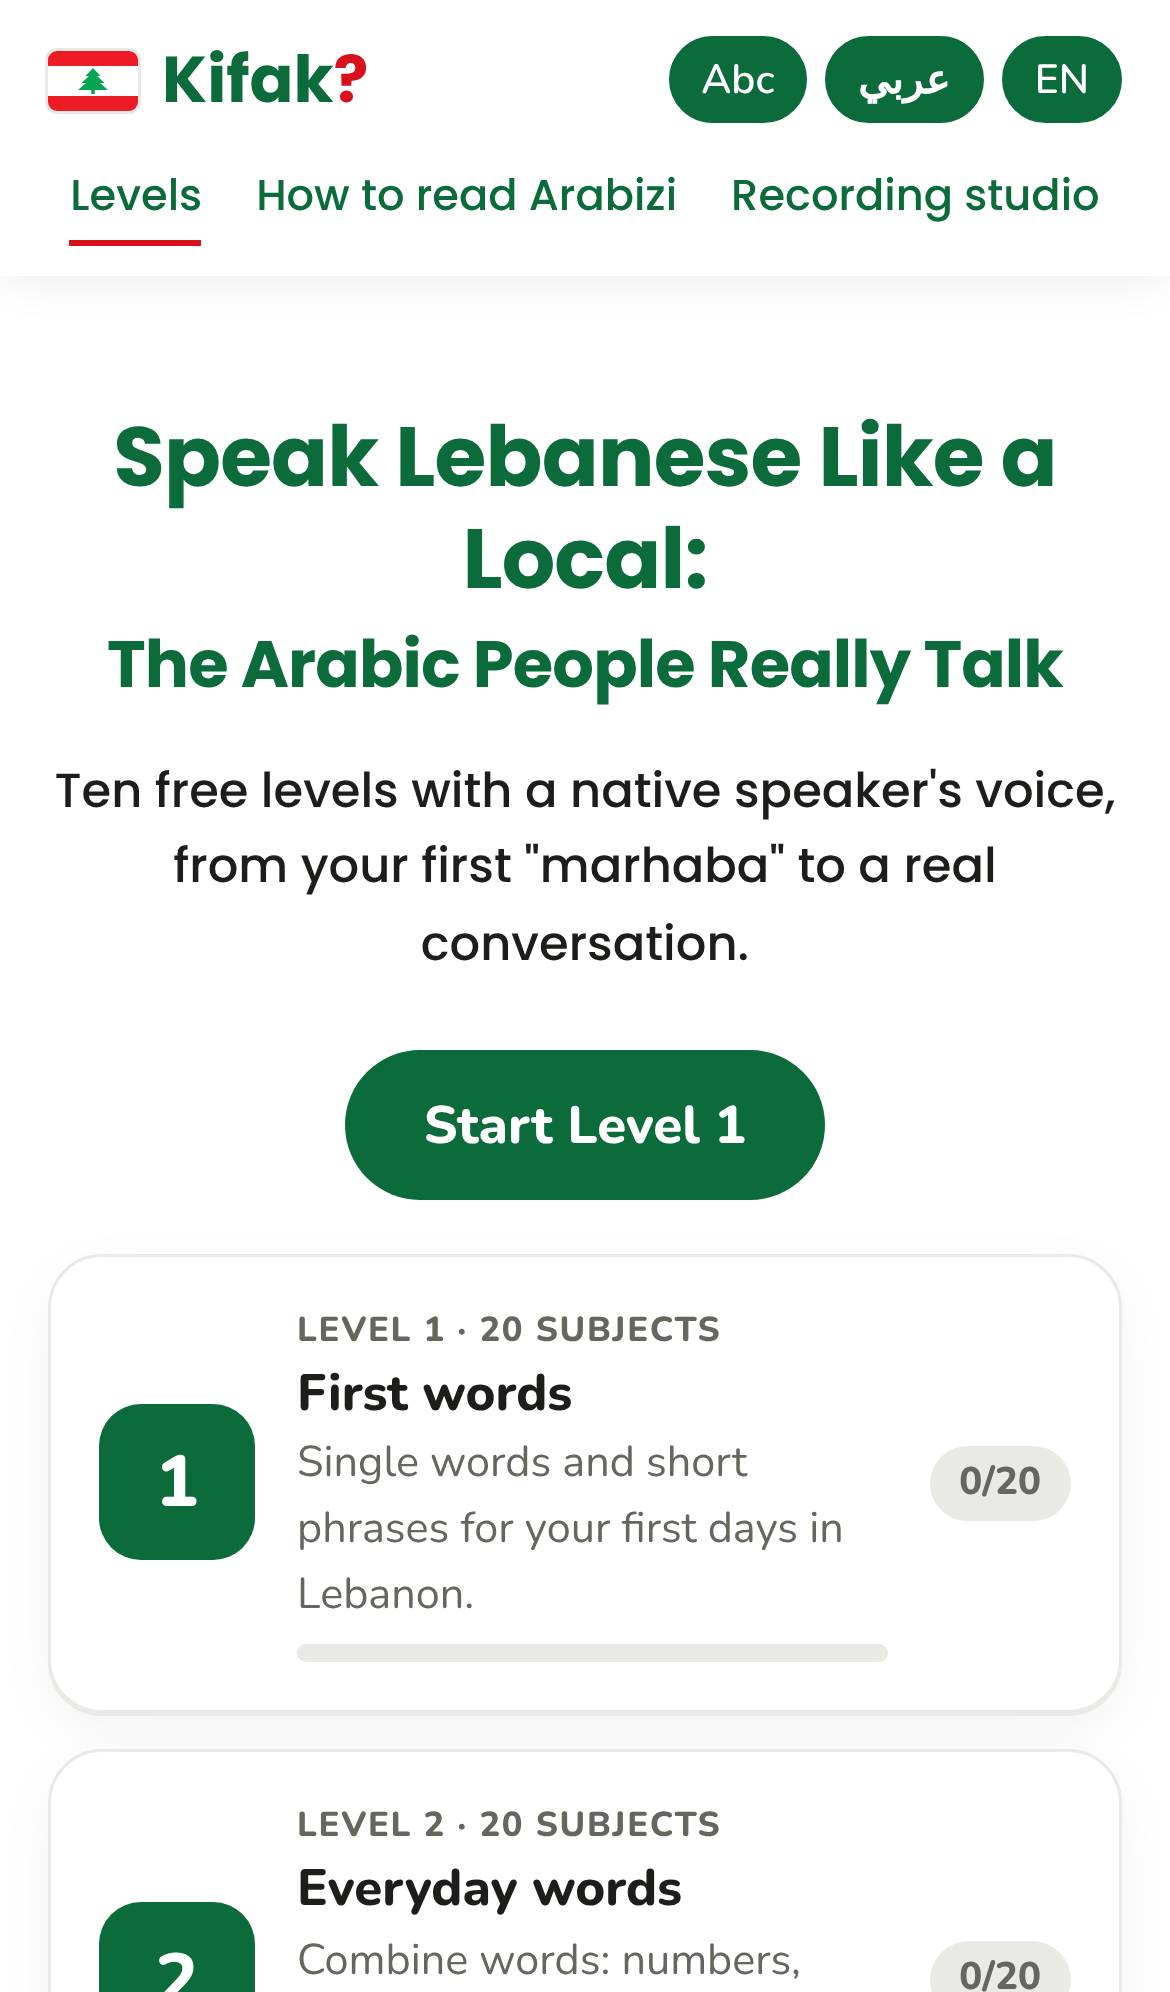 Kifak?
Abc
عربي
EN
Levels
How to read Arabizi
Recording studio
Speak Lebanese Like a
Local:
The Arabic People Really Talk
Ten free levels with a native speaker's voice,
from your first "marhaba" to a real
conversation.
Start Level 1
LEVEL 1 · 20 SUBJECTS
First words
1
Single words and short
phrases for your first days in
Lebanon.
0/20
LEVEL 2 · 20 SUBJECTS
Everyday words
2
Combine words: numbers,
0/20